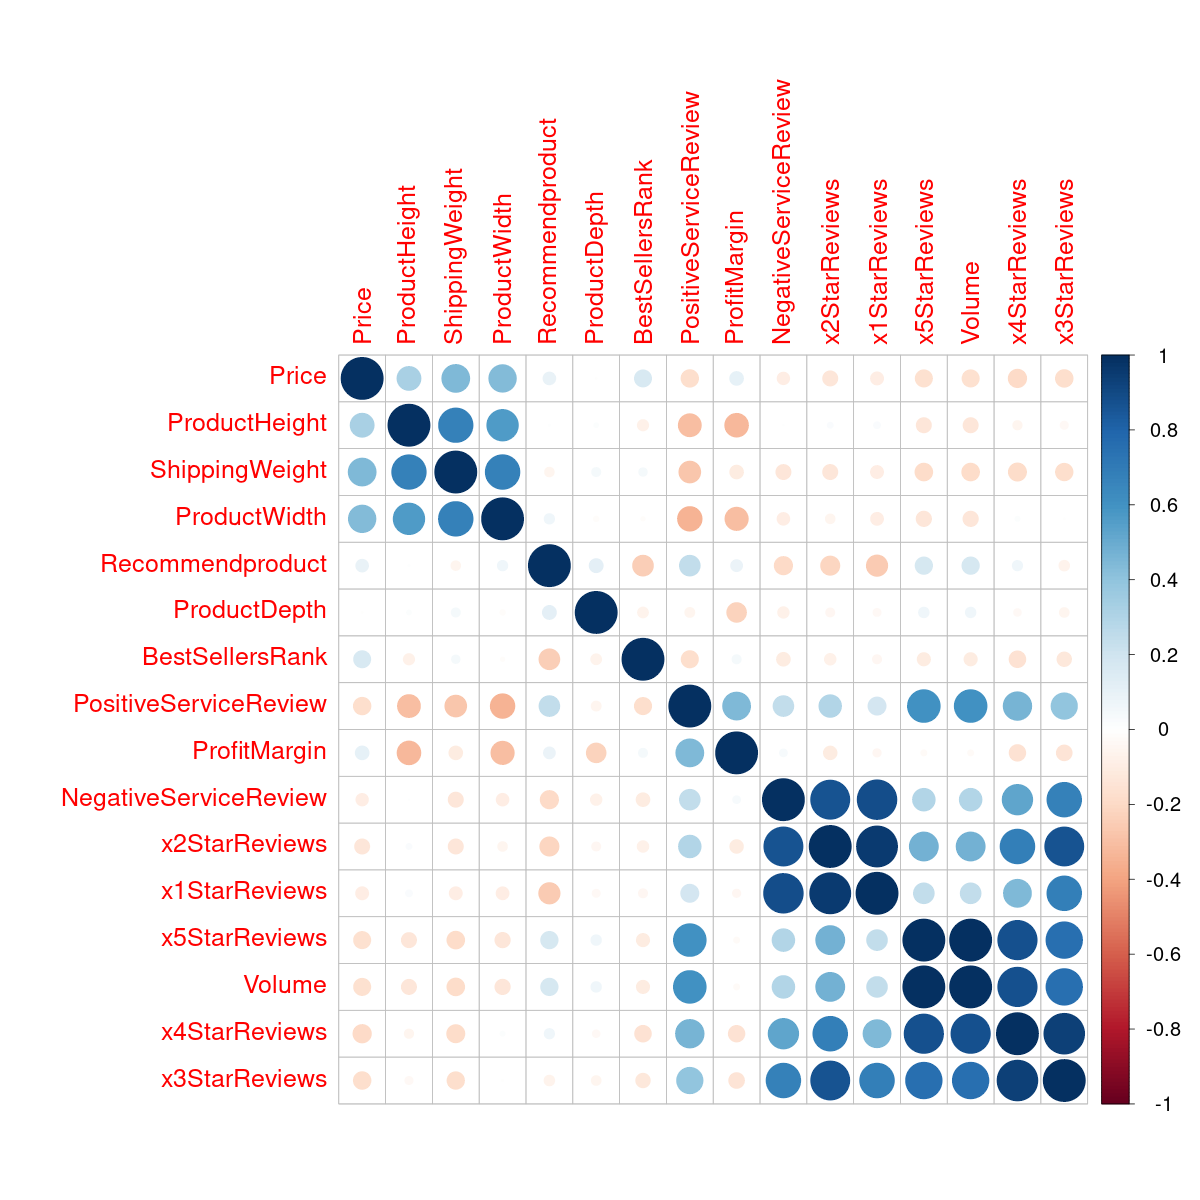 Price
ProductHeight
ShippingWeight
ProductWidth
Recommendproduct
ProductDepth
BestSellersRank
PositiveServiceReview
ProfitMargin
NegativeServiceReview
x2StarReviews
x1StarReviews
x5StarReviews
Volume
x4StarReviews
x3StarReviews
Price
ProductHeight
ShippingWeight
ProductWidth
Recommendproduct
ProductDepth
BestSellersRank
PositiveServiceReview
ProfitMargin
NegativeServiceReview
x2StarReviews
x1StarReviews
x5StarReviews
Volume
x4StarReviews
x3StarReviews
1
0.8
0.6
0.4
0.2
0
-0.2
-0.4
-0.6
-0.8
-1